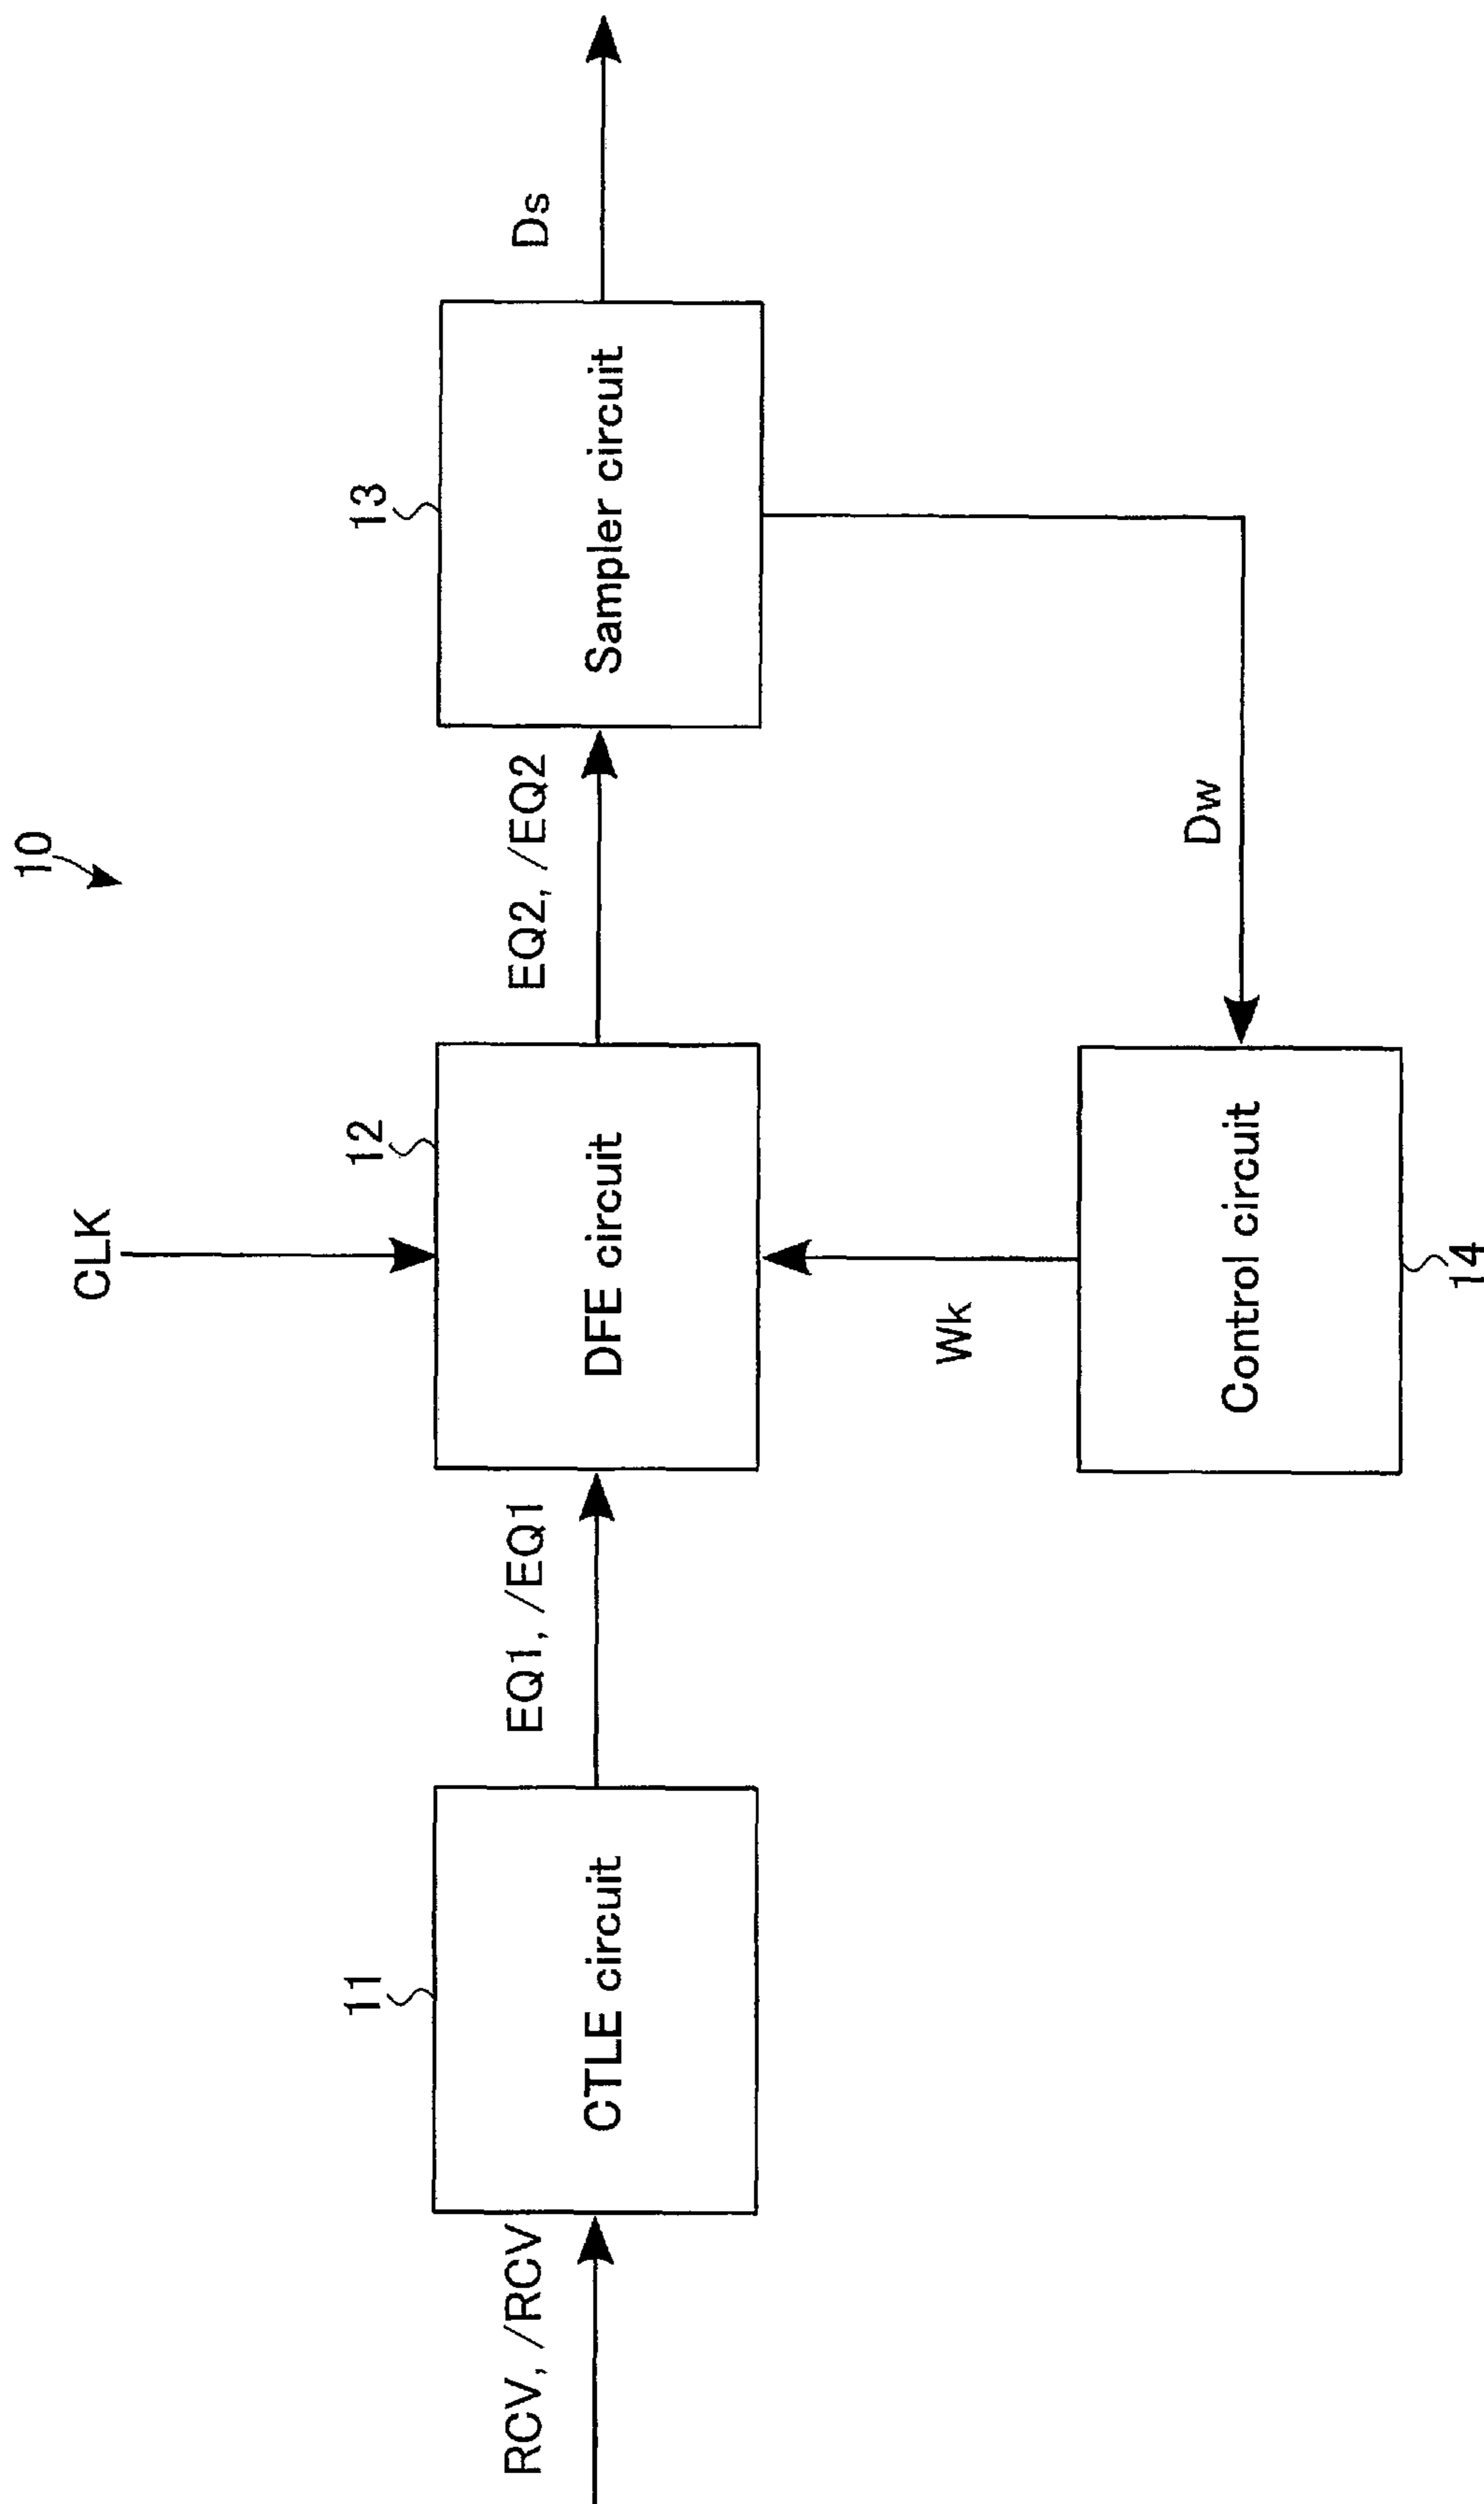 10
CLK
11
12
13
RCV,/RCV
CTLE circuit
EQ1,/EQ1
DFE circuit
EQ2,/EQ2
Sampler circuit
Ds
Wk
Dw
Control circuit
14